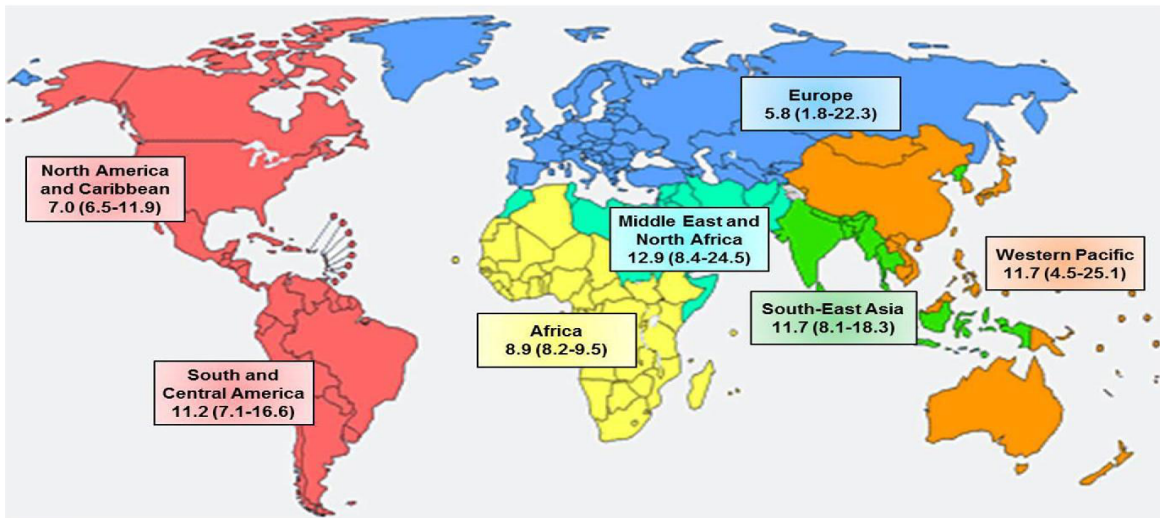 Europe
5.8 (1.8-22.3)
North America
and Caribbean
7.0 (6.5-11.9)
Middle East and
North Africa
12.9 (8.4-24.5)
Western Pacific
11.7 (4.5-25.1)
South-East Asia
11.7 (8.1-18.3)
Africa
8.9 (8.2-9.5)
South and
Central America
11.2 (7.1-16.6)